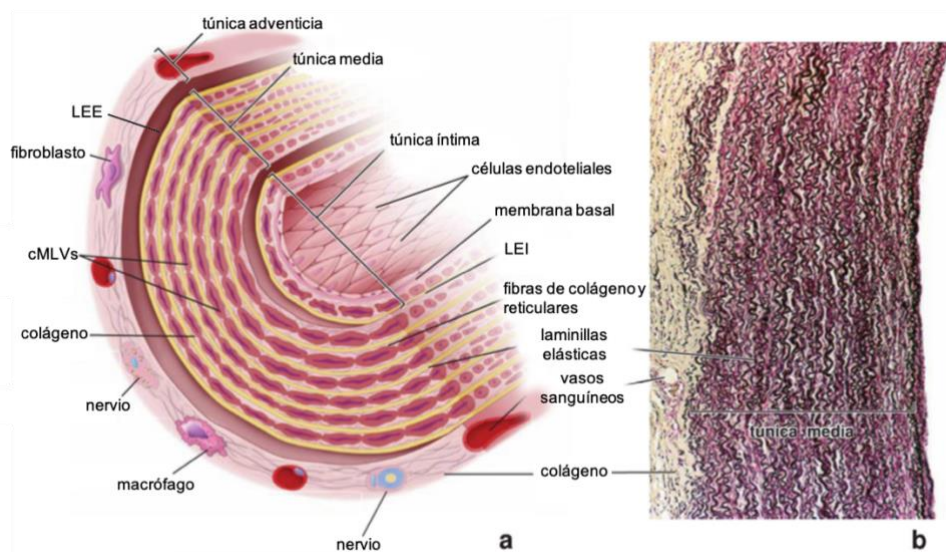 túnica adventicia
túnica media
LEE
fibroblasto
túnica íntima
células endoteliales
membrana basal
cMLVs
LEI
fibras de colágeno y
reticulares
colágeno
laminillas
elásticas
vasos
sanguíneos
nervio
túnica media
macrófago
colágeno
nervio
a
b